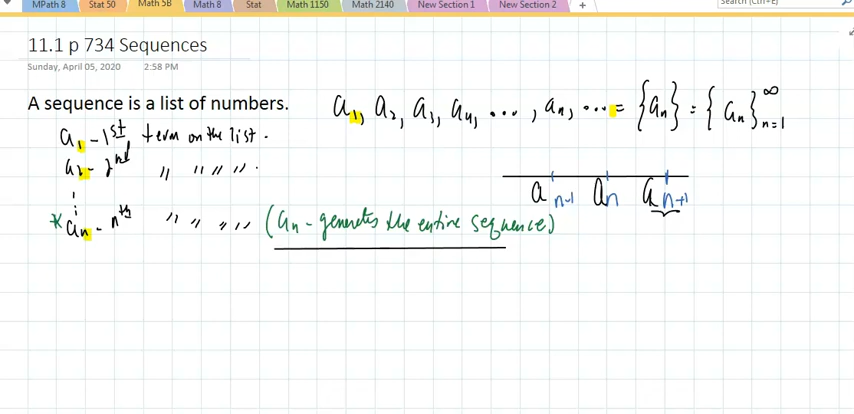 MPath 8 Stat 50 Math 5B Math 8 Stat Math 1150 Math 2140 New Section 1 New Section 2 +
Search (Ctrl+E)
11.1 p 734 Sequences
Sunday, April 05, 2020 2:58 PM
A sequence is a list of numbers.
a₁, a₂, a₃, a₄, ..., aₙ, ... = {aₙ} = {aₙ}ₙ₌₁^∞
a₁ - 1st term on the list.
a₂ - 2nd " " " " .
⋮
* aₙ - nth " " " " (aₙ - generates the entire sequence)
aₙ₋₁ aₙ aₙ₊₁